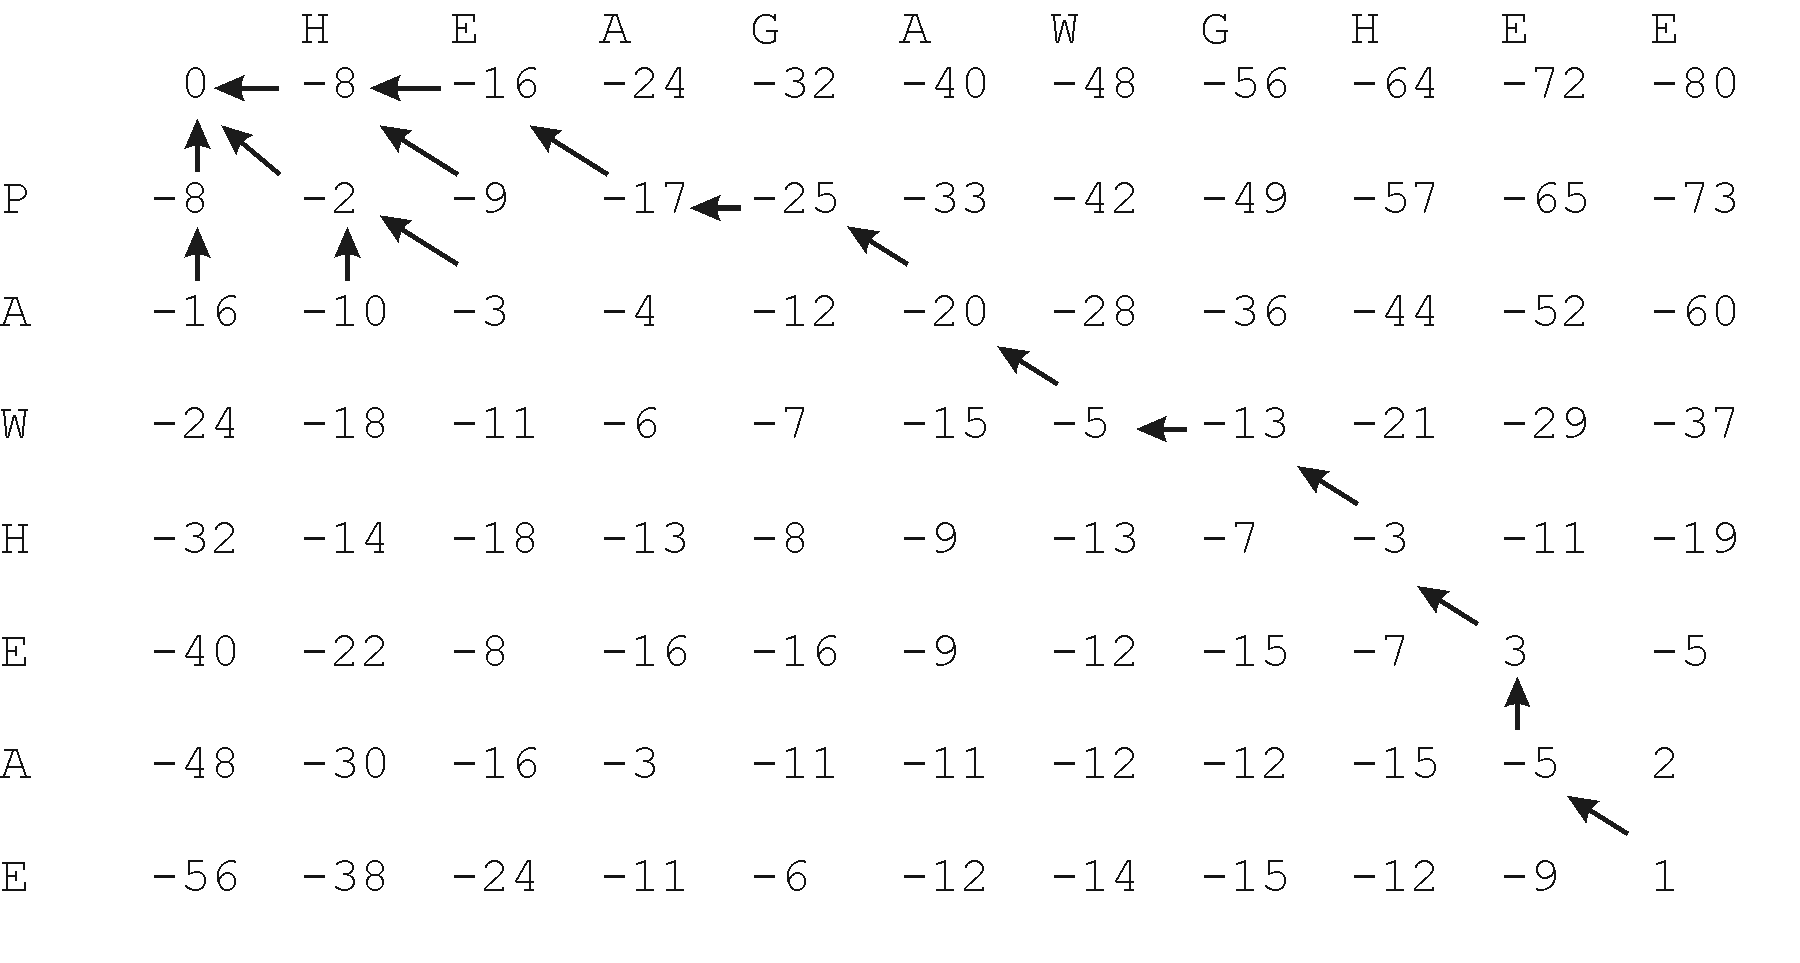 H E A G A W G H E E
0 -8 -16 -24 -32 -40 -48 -56 -64 -72 -80
P -8 -2 -9 -17 -25 -33 -42 -49 -57 -65 -73
A -16 -10 -3 -4 -12 -20 -28 -36 -44 -52 -60
W -24 -18 -11 -6 -7 -15 -5 -13 -21 -29 -37
H -32 -14 -18 -13 -8 -9 -13 -7 -3 -11 -19
E -40 -22 -8 -16 -16 -9 -12 -15 -7 3 -5
A -48 -30 -16 -3 -11 -11 -12 -12 -15 -5 2
E -56 -38 -24 -11 -6 -12 -14 -15 -12 -9 1